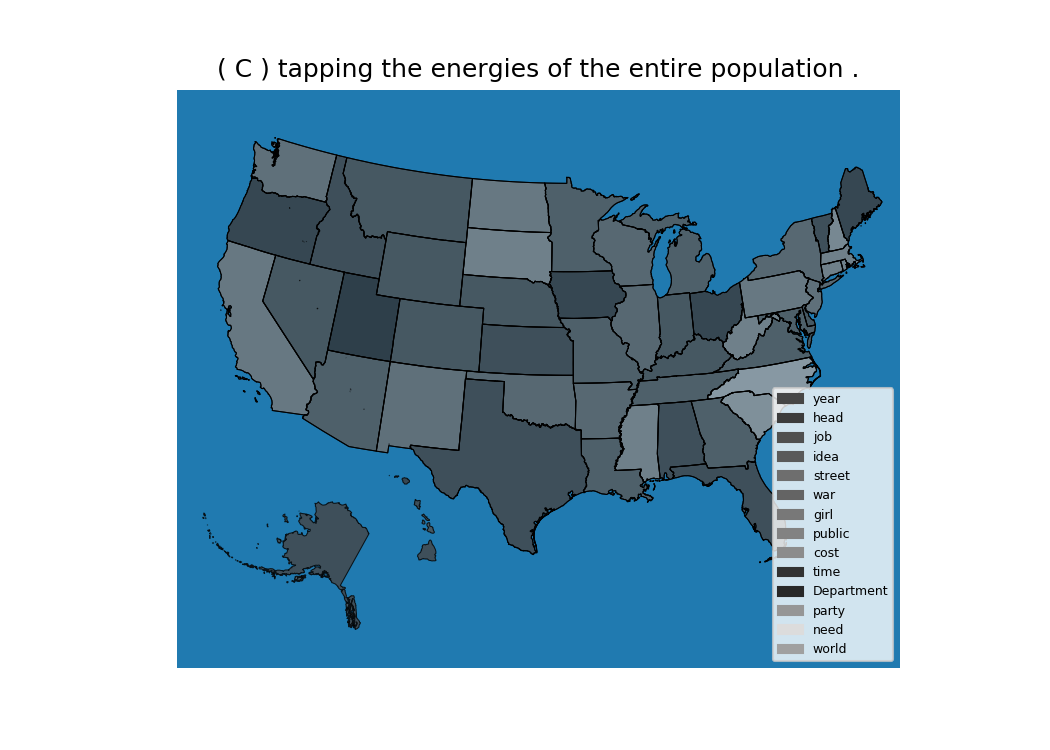 ( C ) tapping the energies of the entire population .
year
head
job
idea
street
war
girl
public
cost
time
Department
party
need
world